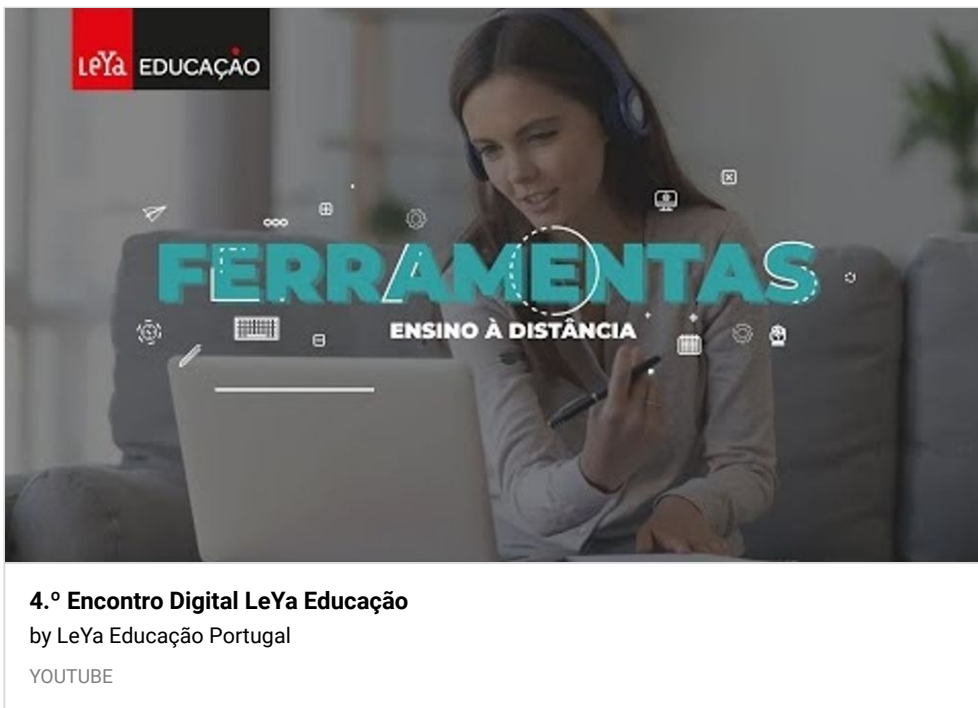 LeYa EDUCAÇÃO
FERRAMENTAS
ENSINO À DISTÂNCIA
4.º Encontro Digital LeYa Educação
by LeYa Educação Portugal
YOUTUBE